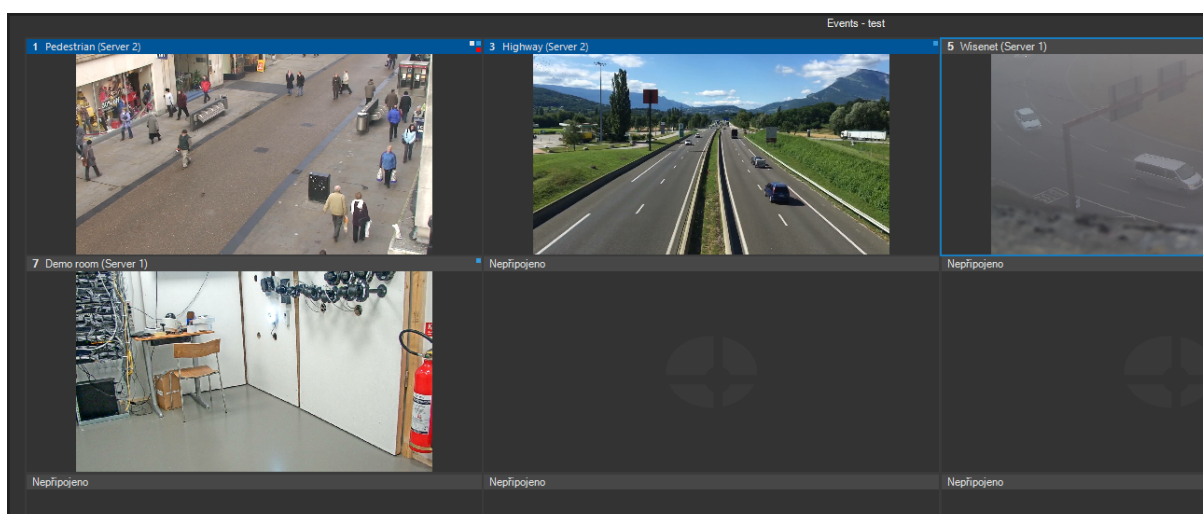 Events - test
1 Pedestrian (Server 2)
3 Highway (Server 2)
5 Wisenet (Server 1)
7 Demo room (Server 1)
Nepřipojeno
Nepřipojeno
Nepřipojeno
Nepřipojeno
Nepřipojeno